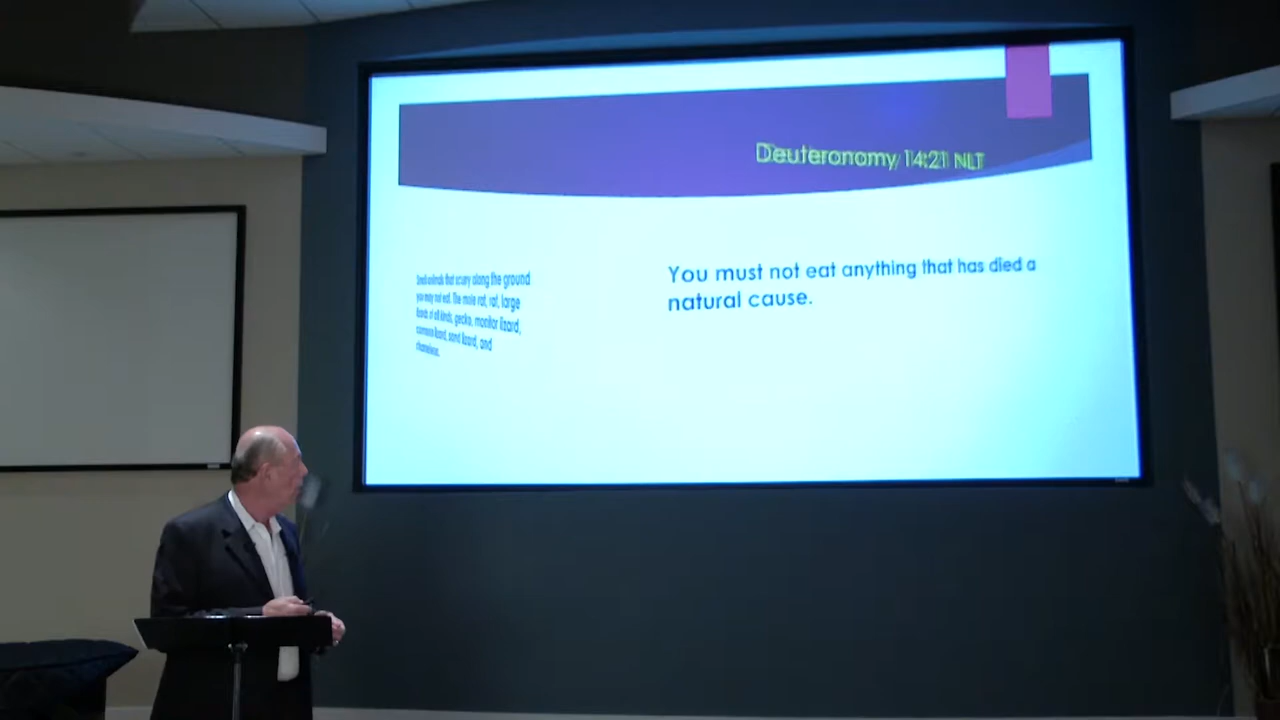 Deuteronomy 14:21 NLT
Small animals that scurry along the ground
you may not eat. The mole rat, rat, large
lizards of all kinds, gecko, monitor lizard,
common lizard, sand lizard, and
chameleon.
You must not eat anything that has died a
natural cause.